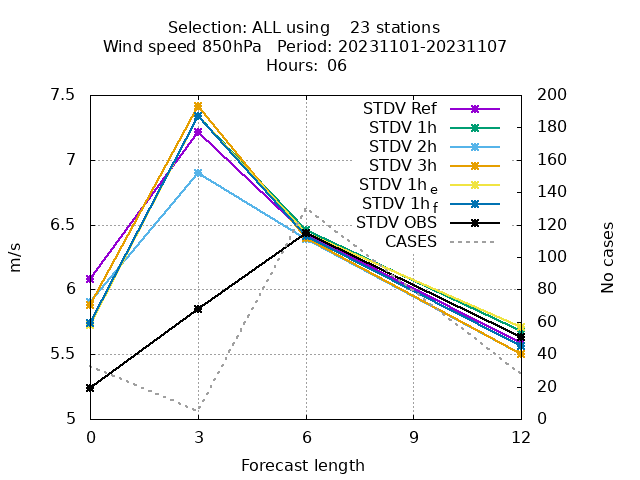 Selection: ALL using 23 stations
Wind speed 850hPa Period: 20231101-20231107
Hours: 06
7.5
7
6.5
6
5.5
5
m/s
200
180
160
140
120
100
80
60
40
20
0
No cases
STDV Ref
STDV 1h
STDV 2h
STDV 3h
STDV 1h e
STDV 1h f
STDV OBS
CASES
0 3 6 9 12
Forecast length